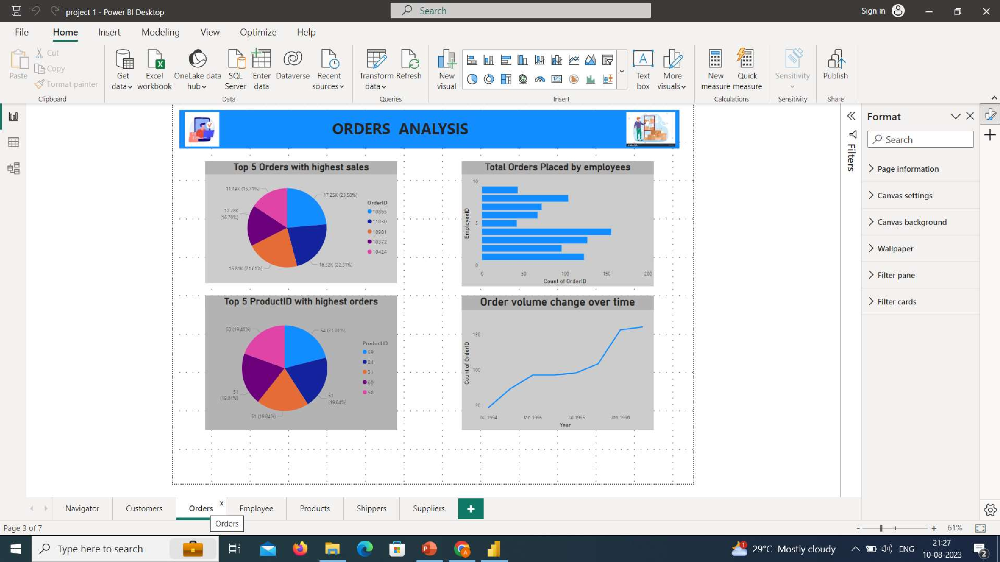 project 1 - Power BI Desktop
Search
Sign in
File Home Insert Modeling View Optimize Help
Paste
Cut
Copy
Format painter
Clipboard
Get data
Excel workbook
OneLake data hub
SQL Server
Enter data
Dataverse
Recent sources
Data
Transform data
Refresh
Queries
New visual
123
A
Text box
More visuals
Insert
New measure
Quick measure
Calculations
Sensitivity
Sensitivity
Publish
Share
ORDERS ANALYSIS
Top 5 Orders with highest sales
11.49K (15.71%)
17.25K (23.58%)
12.28K
(16.79%)
15.81K (21.61%)
16.32K (22.31%)
OrderID
10865
11030
10981
10372
10424
Total Orders Placed by employees
10
5
0
EmployeeID
0 50 100 150 200
Count of OrderID
Top 5 ProductID with highest orders
50 (19.46%)
54 (21.01%)
51
(19.84%)
51
(19.84%)
51 (19.84%)
ProductID
59
24
31
60
56
Order volume change over time
150
100
50
Count of OrderID
Jul 1994 Jan 1995 Jul 1995 Jan 1996
Year
Filters
Format
Search
Page information
Canvas settings
Canvas background
Wallpaper
Filter pane
Filter cards
Navigator Customers Orders x Employee Products Shippers Suppliers +
Orders
Page 3 of 7
- + 61%
Type here to search
P
A
1
29°C Mostly cloudy
ENG
21:27
10-08-2023
2